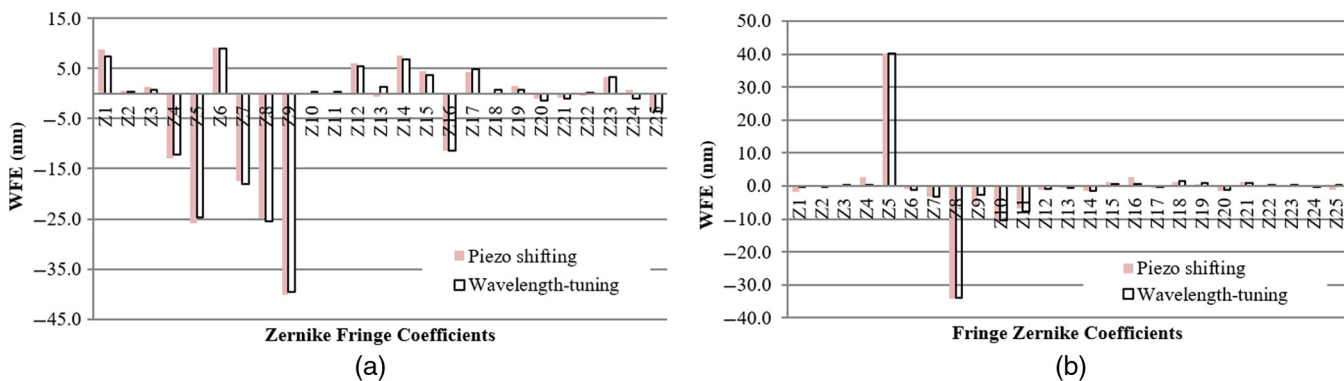 15.0
5.0
−5.0
−15.0
−25.0
−35.0
−45.0
WFE (nm)
Z1 Z2 Z3 Z4 Z5 Z6 Z7 Z8 Z9 Z10 Z11 Z12 Z13 Z14 Z15 Z16 Z17 Z18 Z19 Z20 Z21 Z22 Z23 Z24 Z25
Piezo shifting
Wavelength-tuning
Zernike Fringe Coefficients
(a)
50.0
40.0
30.0
20.0
10.0
0.0
−10.0
−20.0
−30.0
−40.0
WFE (nm)
Z1 Z2 Z3 Z4 Z5 Z6 Z7 Z8 Z9 Z10 Z11 Z12 Z13 Z14 Z15 Z16 Z17 Z18 Z19 Z20 Z21 Z22 Z23 Z24 Z25
Piezo shifting
Wavelength-tuning
Fringe Zernike Coefficients
(b)